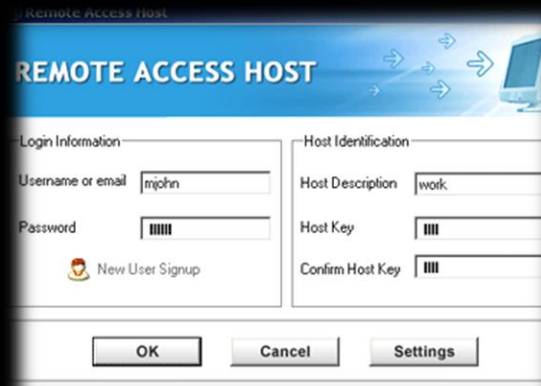 Remote Access Host
REMOTE ACCESS HOST
Login Information
Username or email mjohn
Password
New User Signup
Host Identification
Host Description work
Host Key
Confirm Host Key
OK Cancel Settings